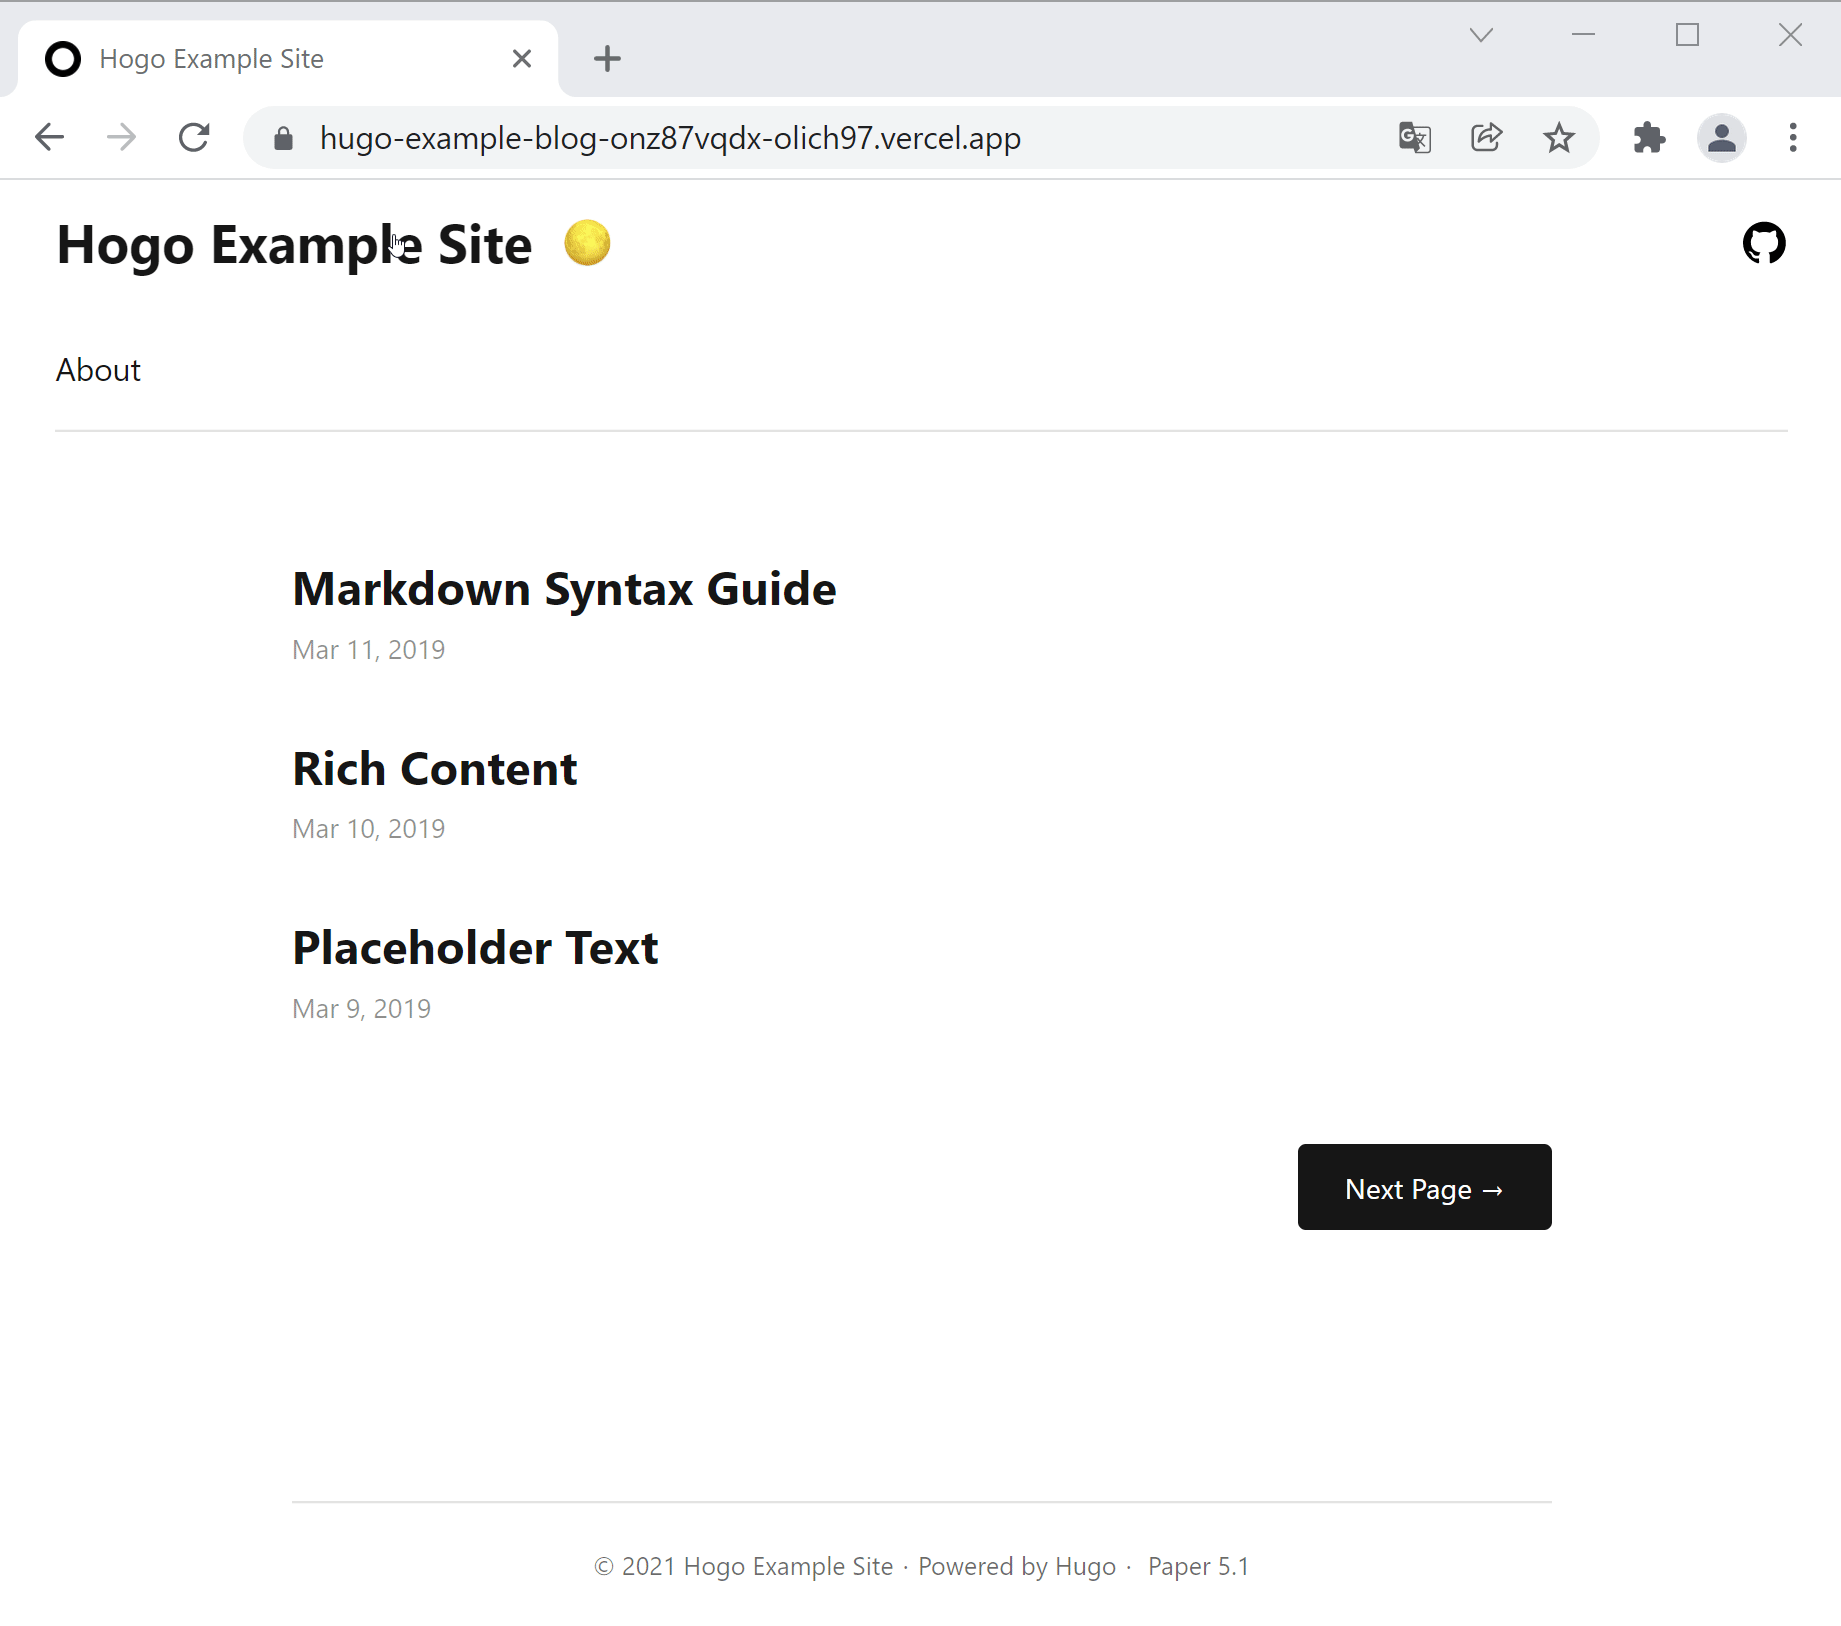 Hogo Example Site
hugo-example-blog-onz87vqdx-olich97.vercel.app
Hogo Example Site
About
Markdown Syntax Guide
Mar 11, 2019
Rich Content
Mar 10, 2019
Placeholder Text
Mar 9, 2019
Next Page →
© 2021 Hogo Example Site · Powered by Hugo · Paper 5.1